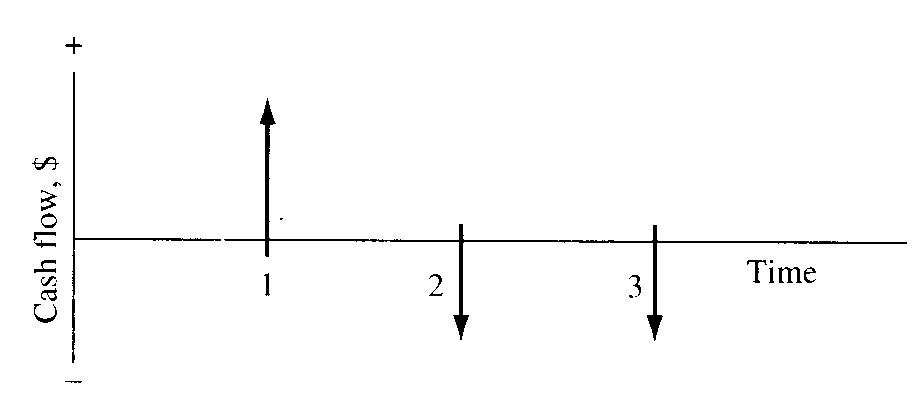 +
Cash flow, $
1
2
3
Time
−